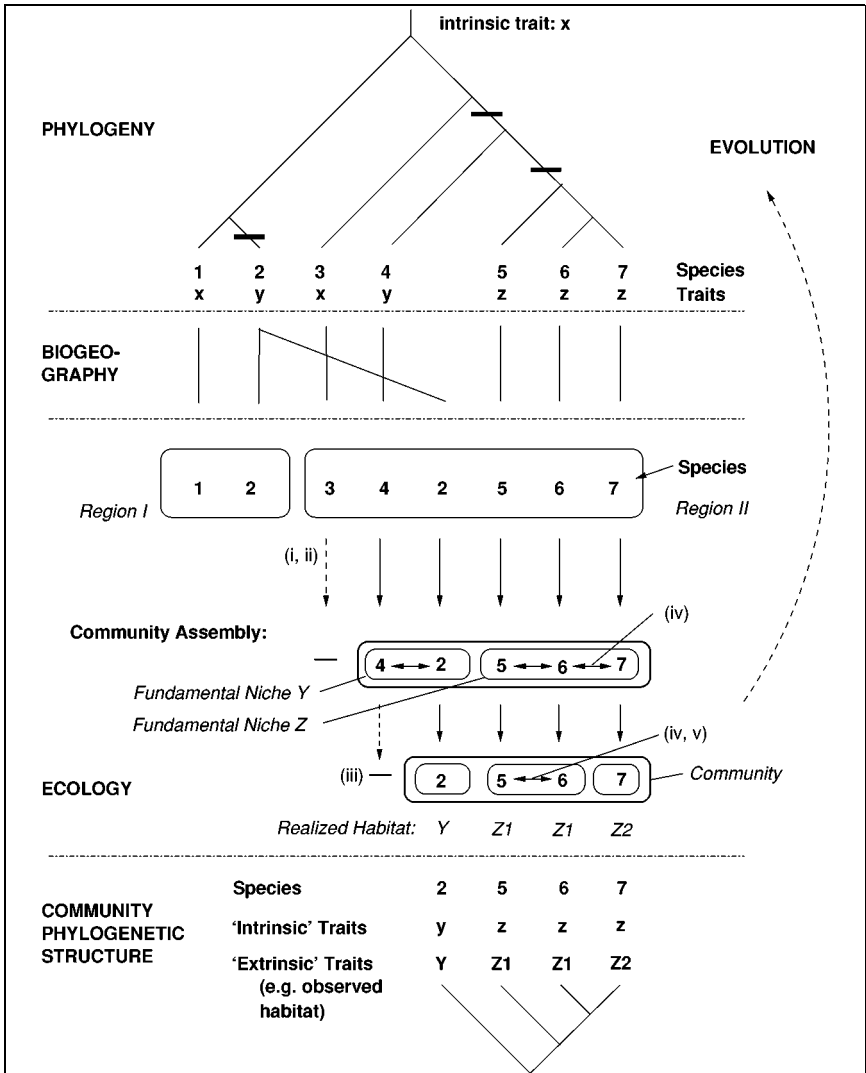 intrinsic trait: x
PHYLOGENY
EVOLUTION
1 2 3 4 5 6 7 Species
x y x y z z z Traits
BIOGEO-
GRAPHY
Species
1 2 3 4 2 5 6 7
Region I
Region II
(i, ii)
(iv)
Community Assembly:
4 2 5 6 7
Fundamental Niche Y
Fundamental Niche Z
(iv, v)
(iii)
2 5 6 7
Community
ECOLOGY
Realized Habitat: Y Z1 Z1 Z2
Species 2 5 6 7
COMMUNITY
PHYLOGENETIC
STRUCTURE
‘Intrinsic’ Traits y z z z
‘Extrinsic’ Traits Y Z1 Z1 Z2
(e.g. observed
habitat)